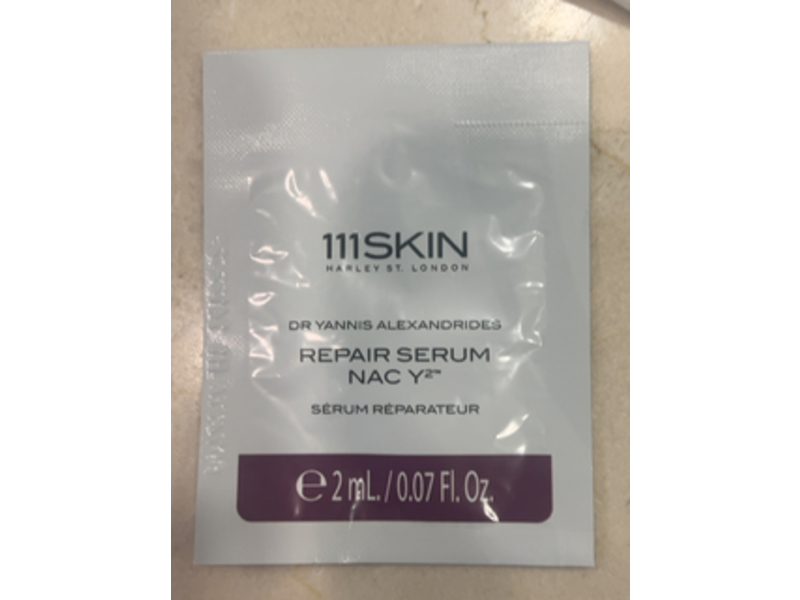 111SKIN
HARLEY ST. LONDON
DR YANNIS ALEXANDRIDES
REPAIR SERUM
NAC Y²™
SÉRUM RÉPARATEUR
℮ 2 mL. / 0.07 Fl. Oz.